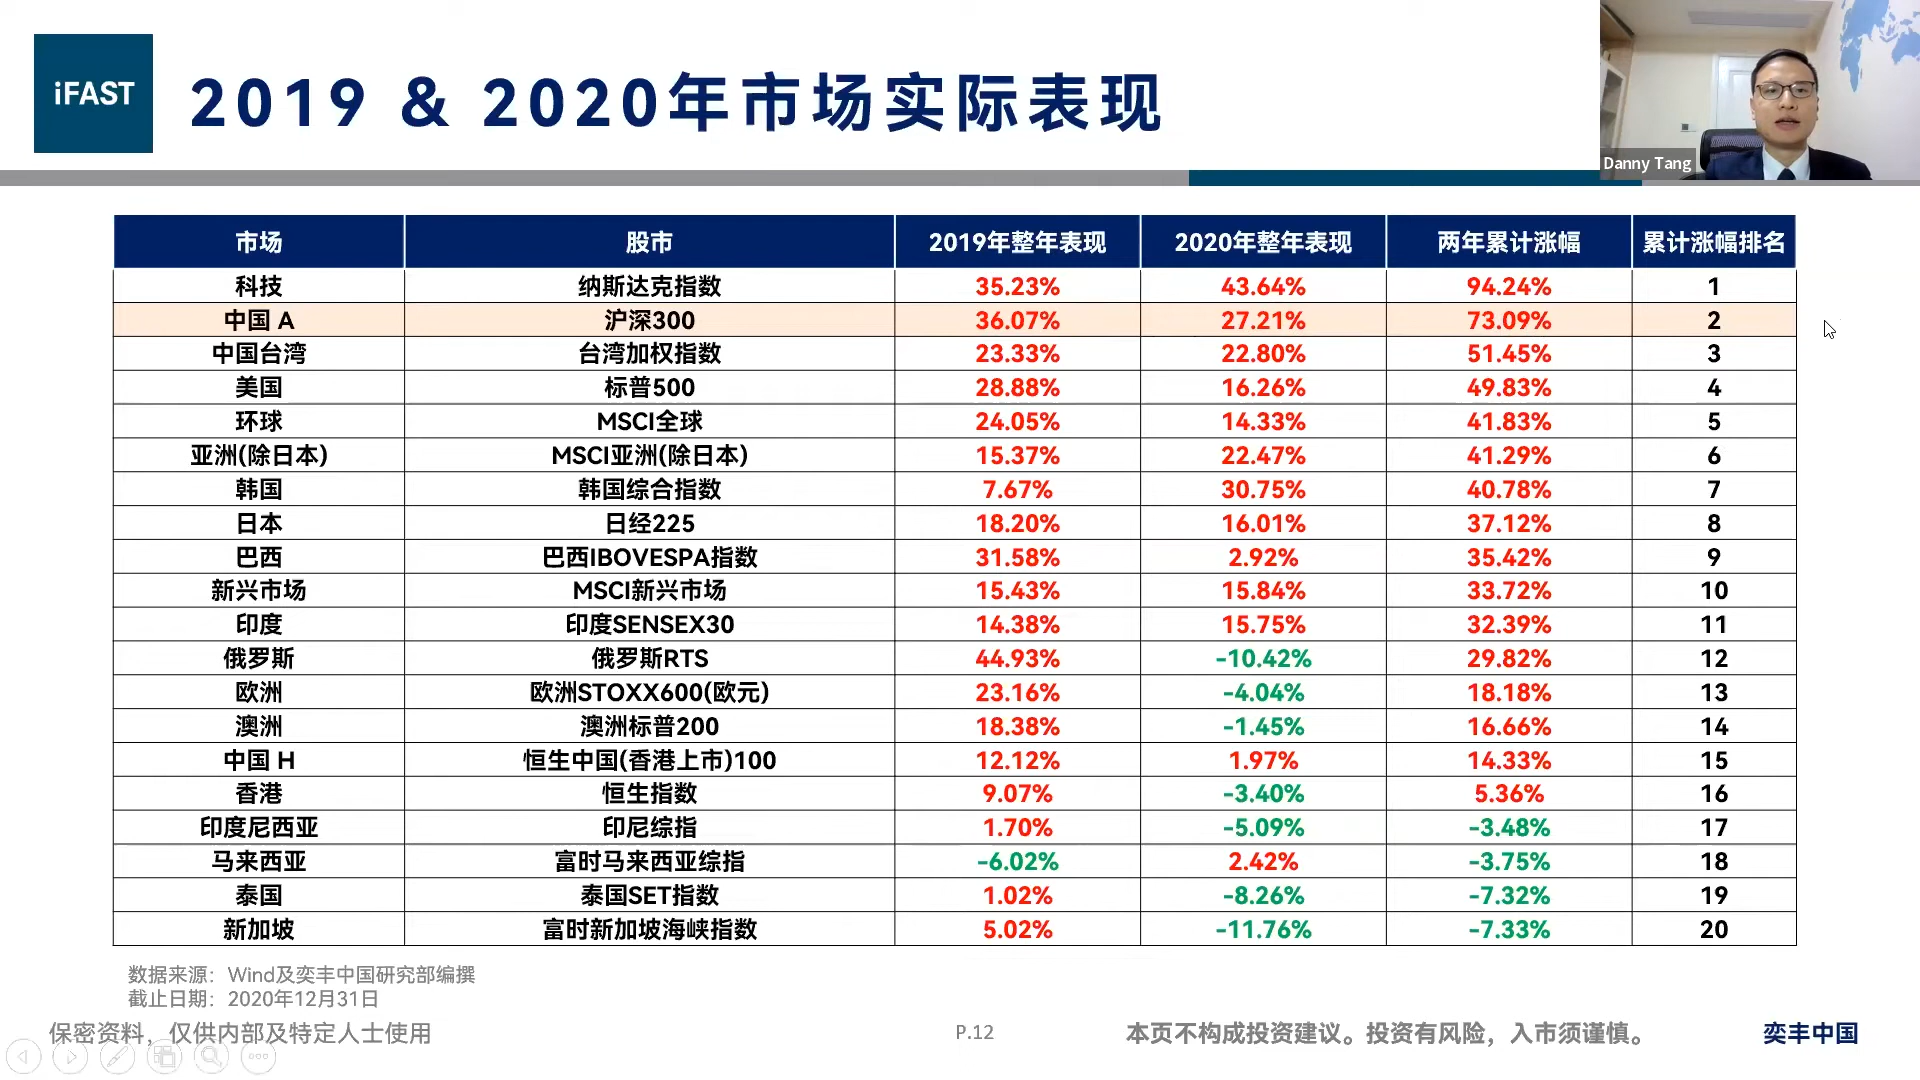 iFAST
2019 & 2020年市场实际表现
Danny Tang
市场 股市 2019年整年表现 2020年整年表现 两年累计涨幅 累计涨幅排名
科技 纳斯达克指数 35.23% 43.64% 94.24% 1
中国 A 沪深300 36.07% 27.21% 73.09% 2
中国台湾 台湾加权指数 23.33% 22.80% 51.45% 3
美国 标普500 28.88% 16.26% 49.83% 4
环球 MSCI全球 24.05% 14.33% 41.83% 5
亚洲(除日本) MSCI亚洲(除日本) 15.37% 22.47% 41.29% 6
韩国 韩国综合指数 7.67% 30.75% 40.78% 7
日本 日经225 18.20% 16.01% 37.12% 8
巴西 巴西IBOVESPA指数 31.58% 2.92% 35.42% 9
新兴市场 MSCI新兴市场 15.43% 15.84% 33.72% 10
印度 印度SENSEX30 14.38% 15.75% 32.39% 11
俄罗斯 俄罗斯RTS 44.93% -10.42% 29.82% 12
欧洲 欧洲STOXX600(欧元) 23.16% -4.04% 18.18% 13
澳洲 澳洲标普200 18.38% -1.45% 16.66% 14
中国 H 恒生中国(香港上市)100 12.12% 1.97% 14.33% 15
香港 恒生指数 9.07% -3.40% 5.36% 16
印度尼西亚 印尼综指 1.70% -5.09% -3.48% 17
马来西亚 富时马来西亚综指 -6.02% 2.42% -3.75% 18
泰国 泰国SET指数 1.02% -8.26% -7.32% 19
新加坡 富时新加坡海峡指数 5.02% -11.76% -7.33% 20
数据来源：Wind及奕丰中国研究部编撰
截止日期：2020年12月31日
保密资料，仅供内部及特定人士使用 P.12 本页不构成投资建议。投资有风险，入市须谨慎。 奕丰中国